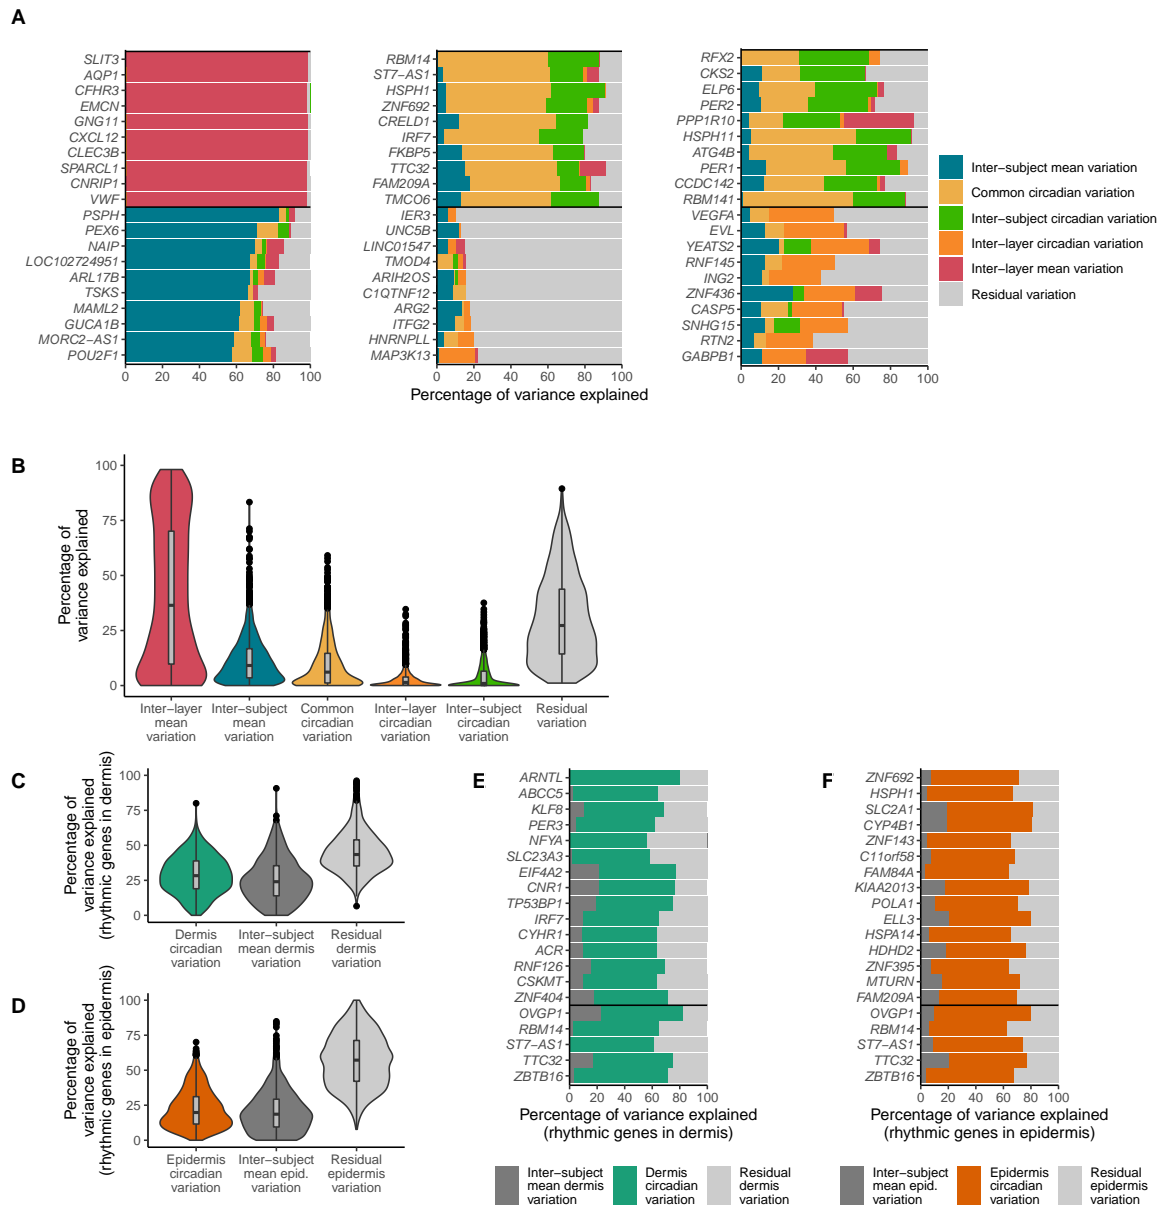 A
SLIT3
AQP1
CFHR3
EMCN
GNG11
CXCL12
CLEC3B
SPARCL1
CNRIP1
VWF
PSPH
PEX6
NAIP
LOC102724951
ARL17B
TSKS
MAML2
GUCA1B
MORC2−AS1
POU2F1
0 20 40 60 80 100
RBM14
ST7−AS1
HSPH1
ZNF692
CRELD1
IRF7
FKBP5
TTC32
FAM209A
TMCO6
IER3
UNC5B
LINC01547
TMOD4
ARIH2OS
C1QTNF12
ARG2
ITFG2
HNRNPLL
MAP3K13
0 20 40 60 80 100
RFX2
CKS2
ELP6
PER2
PPP1R10
HSPH11
ATG4B
PER1
CCDC142
RBM141
VEGFA
EVL
YEATS2
RNF145
ING2
ZNF436
CASP5
SNHG15
RTN2
GABPB1
0 20 40 60 80 100
Percentage of variance explained
Inter−subject mean variation
Common circadian variation
Inter−subject circadian variation
Inter−layer circadian variation
Inter−layer mean variation
Residual variation
B
Percentage of
variance explained
100
75
50
25
0
Inter−layer
mean
variation
Inter−subject
mean
variation
Common
circadian
variation
Inter−layer
circadian
variation
Inter−subject
circadian
variation
Residual
variation
C
Percentage of
variance explained
(rhythmic genes in dermis)
100
75
50
25
0
Dermis
circadian
variation
Inter−subject
mean dermis
variation
Residual
dermis
variation
D
Percentage of
variance explained
(rhythmic genes in epidermis)
100
75
50
25
0
Epidermis
circadian
variation
Inter−subject
mean epid.
variation
Residual
epidermis
variation
E
ARNTL
ABCC5
KLF8
PER3
NFYA
SLC23A3
EIF4A2
CNR1
TP53BP1
IRF7
CYHR1
ACR
RNF126
CSKMT
ZNF404
OVGP1
RBM14
ST7−AS1
TTC32
ZBTB16
0 20 40 60 80 100
Percentage of variance explained
(rhythmic genes in dermis)
Inter−subject
mean dermis
variation
Dermis
circadian
variation
Residual
dermis
variation
F
ZNF692
HSPH1
SLC2A1
CYP4B1
ZNF143
C11orf58
FAM84A
KIAA2013
POLA1
ELL3
HSPA14
HDHD2
ZNF395
MTURN
FAM209A
OVGP1
RBM14
ST7−AS1
TTC32
ZBTB16
0 20 40 60 80 100
Percentage of variance explained
(rhythmic genes in epidermis)
Inter−subject
mean epid.
variation
Epidermis
circadian
variation
Residual
epidermis
variation